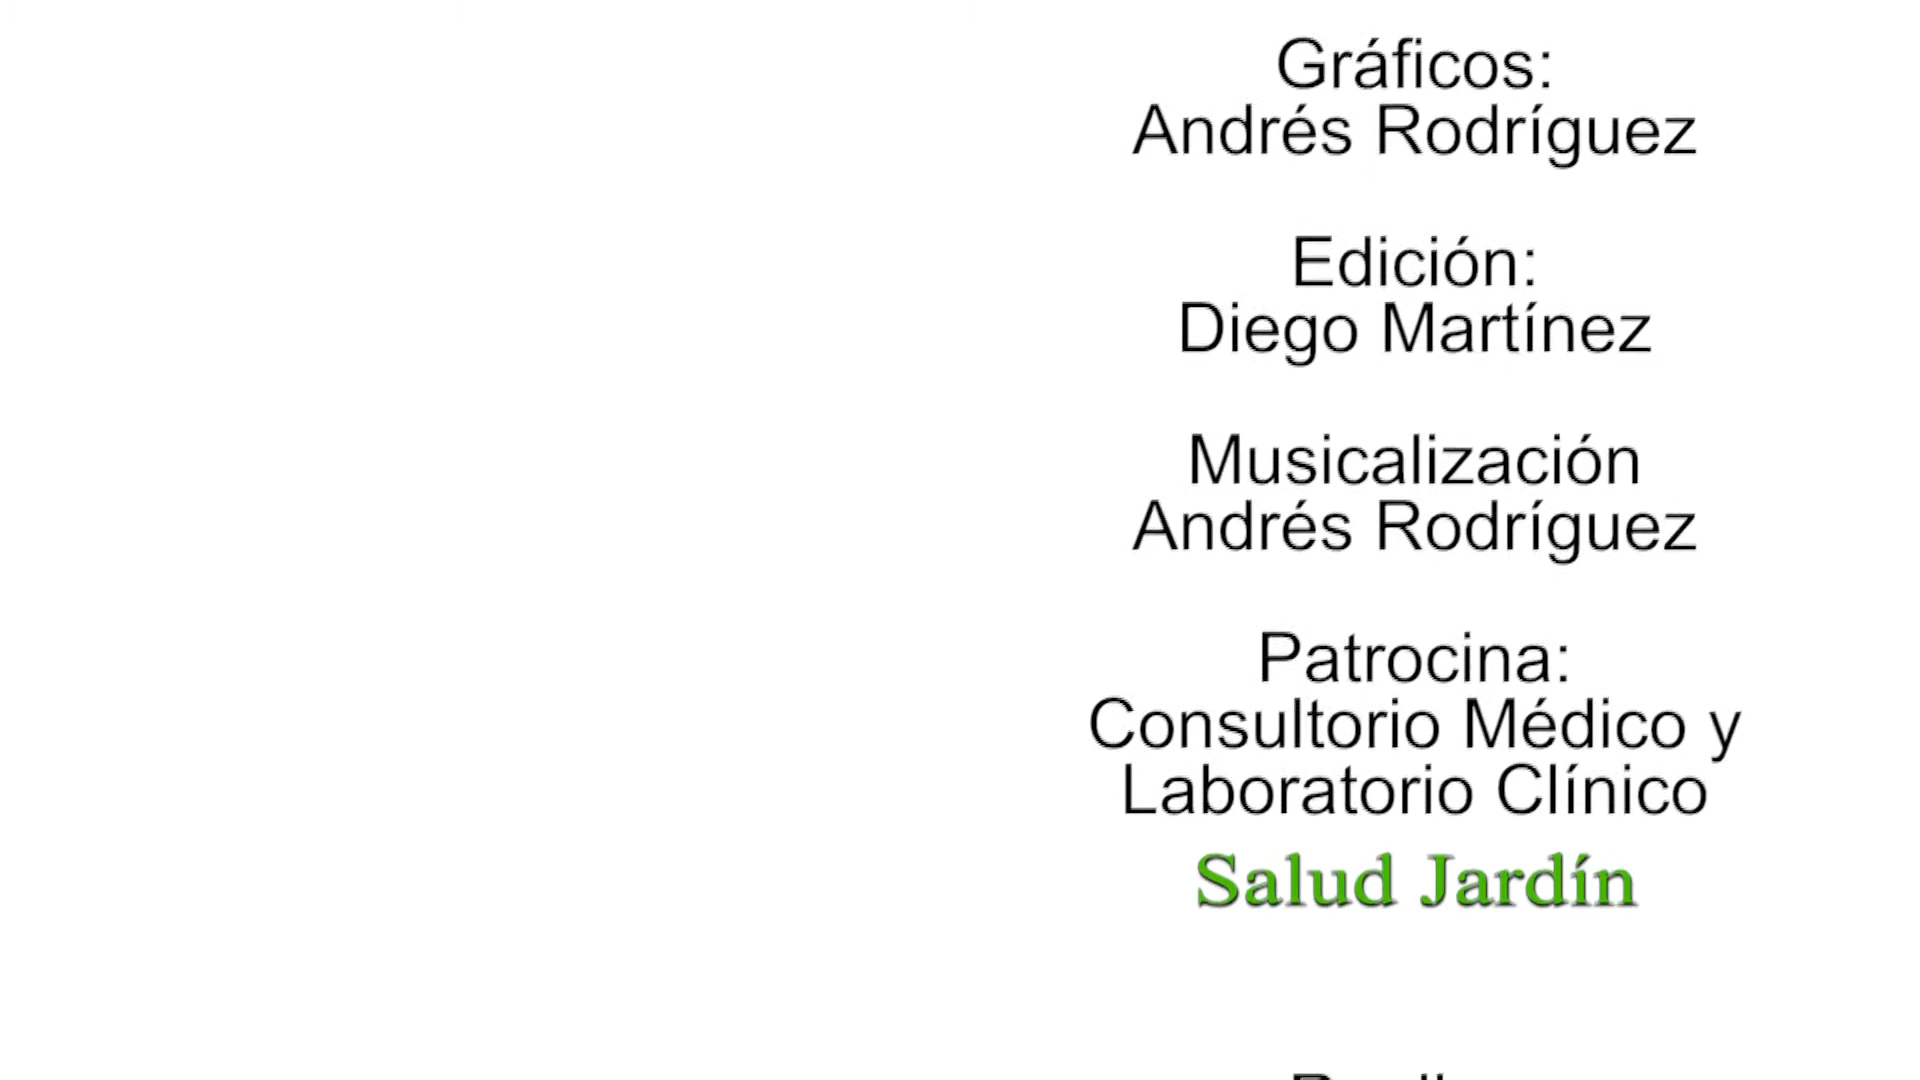 Gráficos:
Andrés Rodríguez
Edición:
Diego Martínez
Musicalización
Andrés Rodríguez
Patrocina:
Consultorio Médico y
Laboratorio Clínico
Salud Jardín